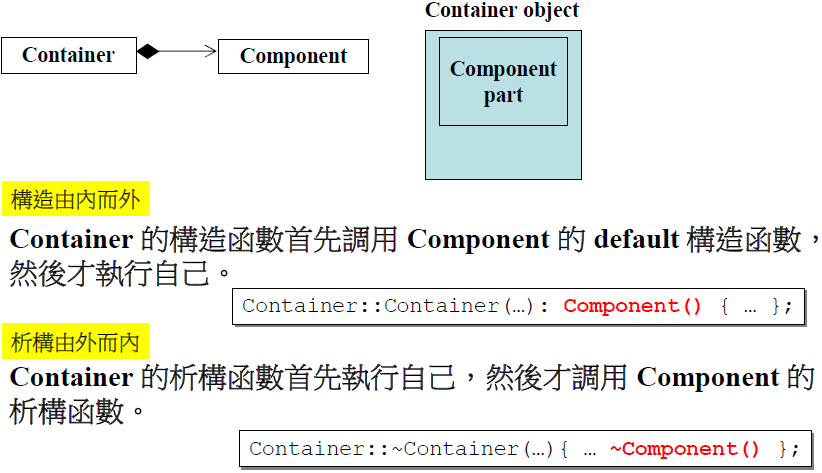 Container object
Container
Component
Component
part
構造由內而外
Container 的構造函數首先調用 Component 的 default 構造函數，
然後才執行自己。
Container::Container(…): Component() { … };
析構由外而內
Container 的析構函數首先執行自己，然後才調用 Component 的
析構函數。
Container::~Container(…){ … ~Component() };